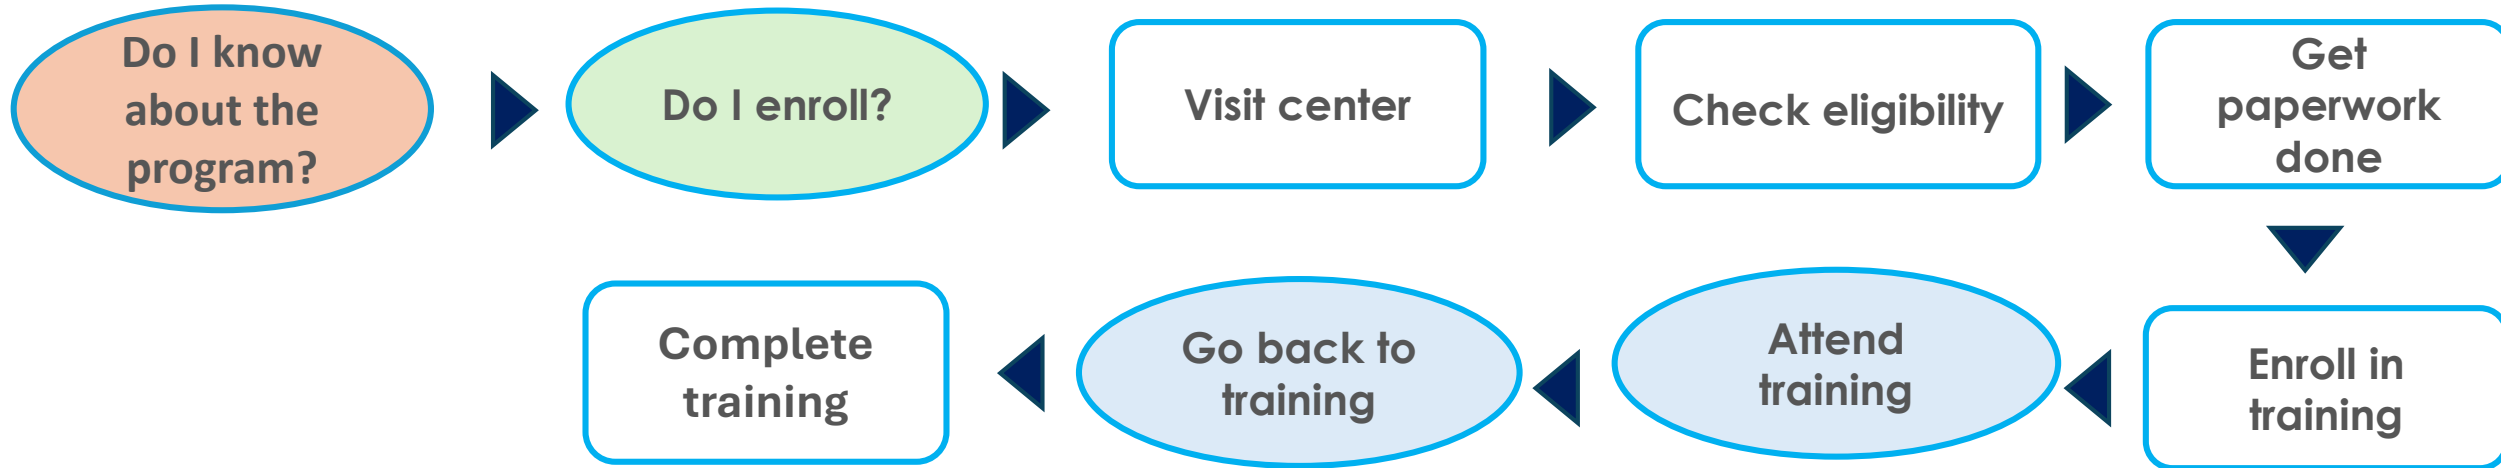 Do I know
about the
program?
Do I enroll?
Visit center
Check eligibility
Get
paperwork
done
Enroll in
training
Attend
training
Go back to
training
Complete
training